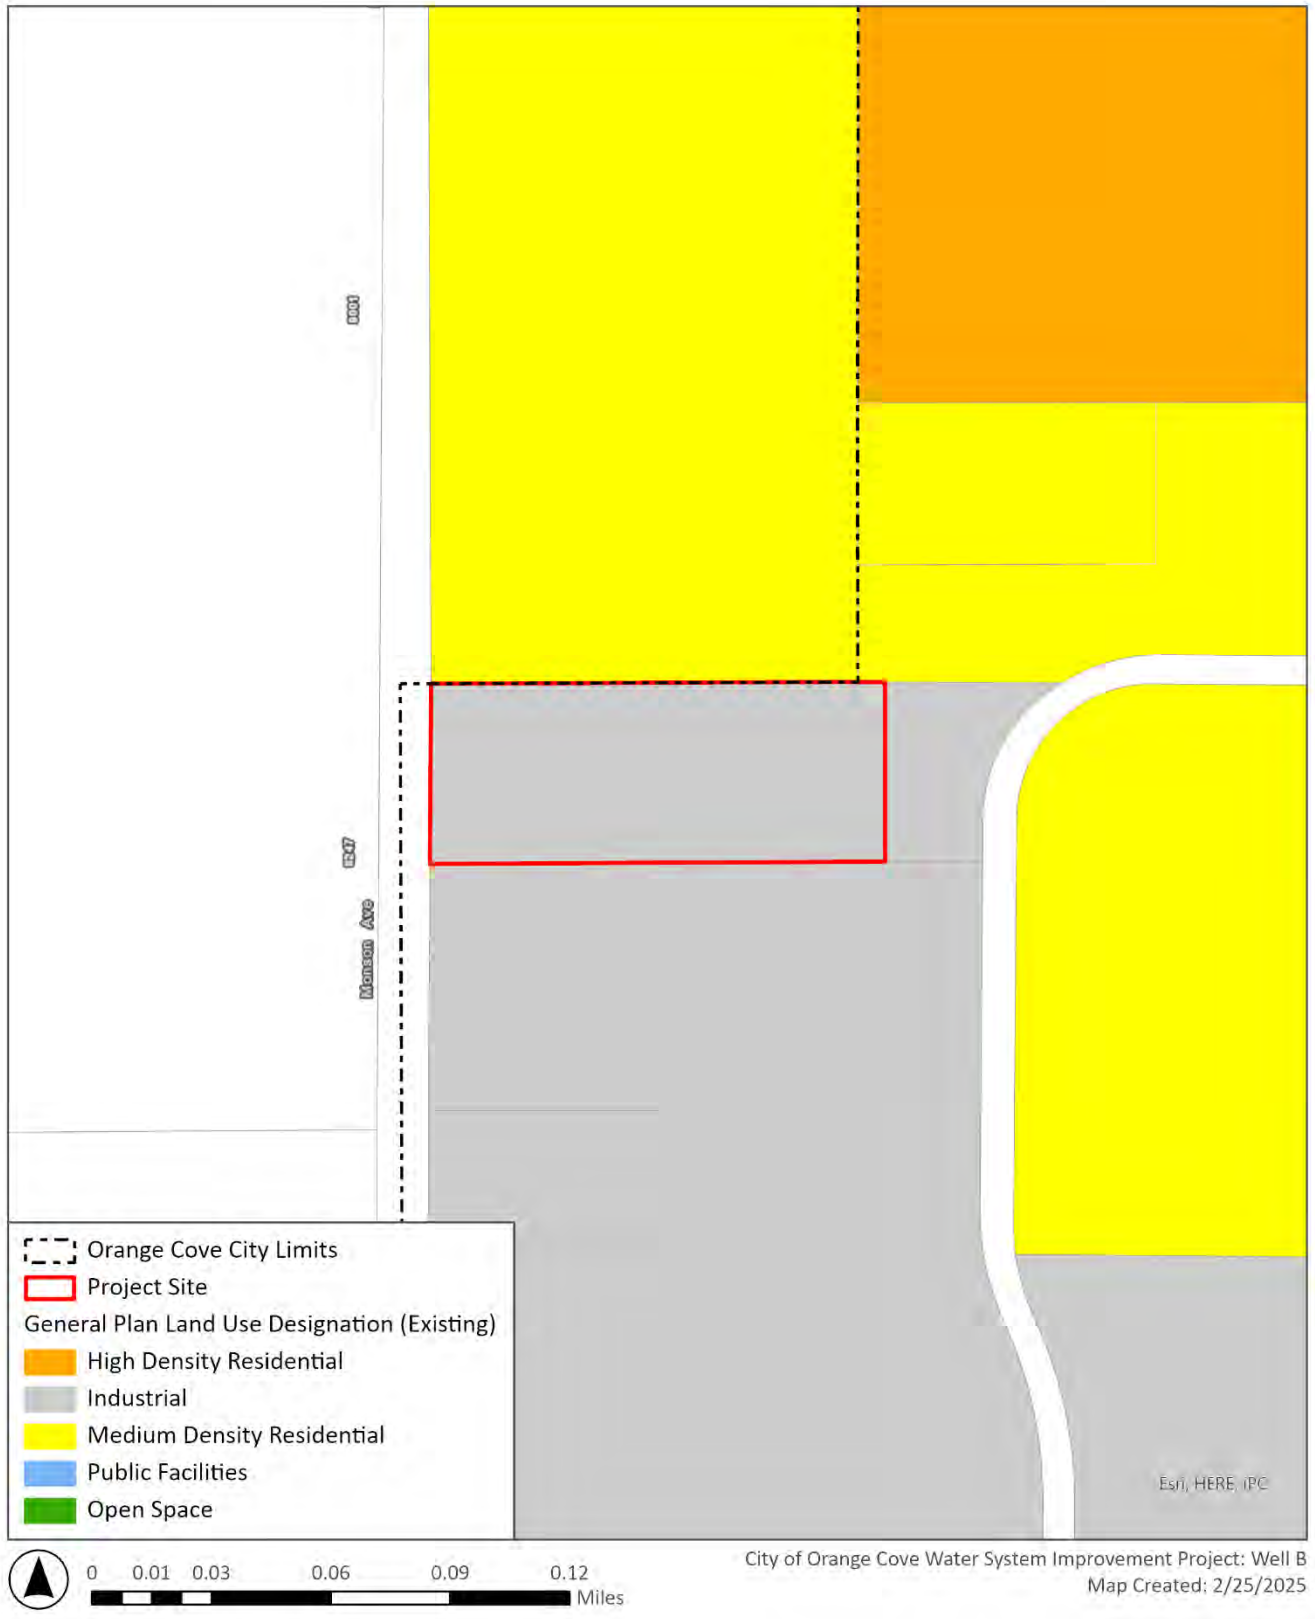 Monson Ave
Orange Cove City Limits
Project Site
General Plan Land Use Designation (Existing)
High Density Residential
Industrial
Medium Density Residential
Public Facilities
Open Space
Esri, HERE, iPC
0 0.01 0.03 0.06 0.09 0.12
Miles
City of Orange Cove Water System Improvement Project: Well B
Map Created: 2/25/2025